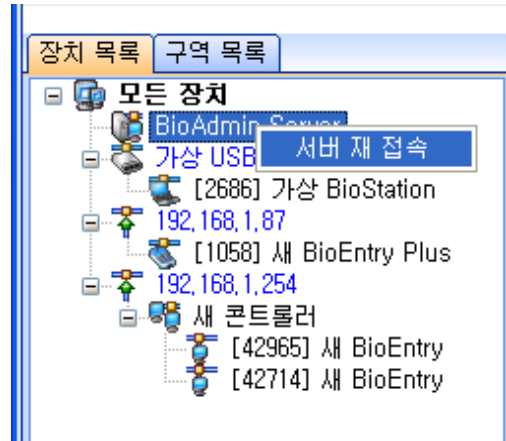 장치 목록 구역 목록
모든 장치
BioAdmin Server
서버 재 접속
가상 USB
[2686] 가상 BioStation
192,168,1,87
[1058] 새 BioEntry Plus
192,168,1,254
새 콘트롤러
[42965] 새 BioEntry
[42714] 새 BioEntry